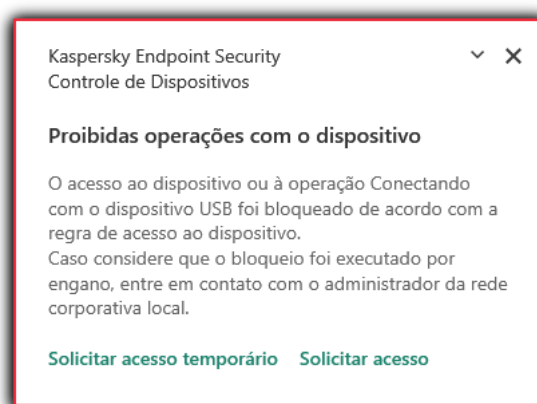 Kaspersky Endpoint Security
Controle de Dispositivos
Proibidas operações com o dispositivo
O acesso ao dispositivo ou à operação Conectando
com o dispositivo USB foi bloqueado de acordo com a
regra de acesso ao dispositivo.
Caso considere que o bloqueio foi executado por
engano, entre em contato com o administrador da rede
corporativa local.
Solicitar acesso temporário Solicitar acesso